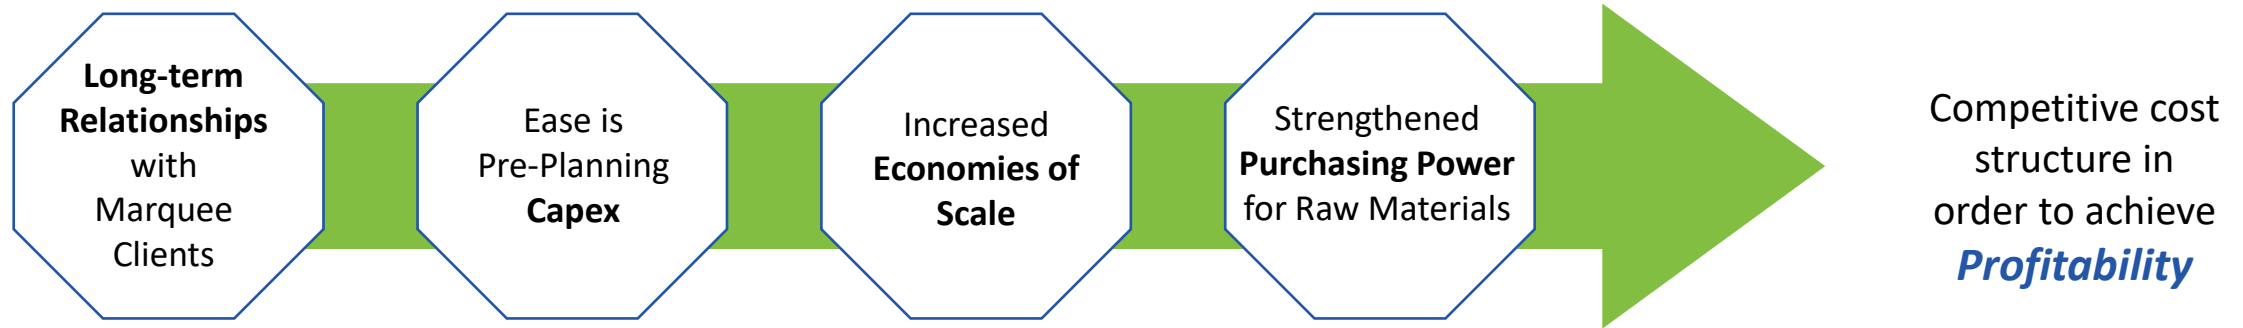 Long-term
Relationships
with
Marquee
Clients
Ease is
Pre-Planning
Capex
Increased
Economies of
Scale
Strengthened
Purchasing Power
for Raw Materials
Competitive cost
structure in
order to achieve
Profitability